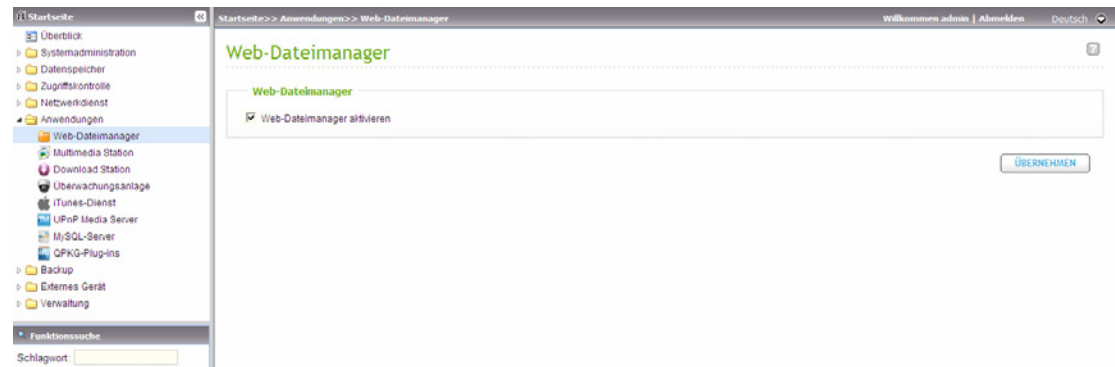 Startseite
Startseite>> Anwendungen>> Web-Dateimanager
Willkommen admin | Abmelden
Deutsch
Überblick
Systemadministration
Datenspeicher
Zugriffskontrolle
Netzwerkdienst
Anwendungen
Web-Dateimanager
Multimedia Station
Download Station
Überwachungsanlage
iTunes-Dienst
UPnP Media Server
MySQL-Server
QPKG-Plug-ins
Backup
Externes Gerät
Verwaltung
Funktionssuche
Schlagwort:
Web-Dateimanager
Web-Dateimanager
Web-Dateimanager aktivieren
ÜBERNEHMEN